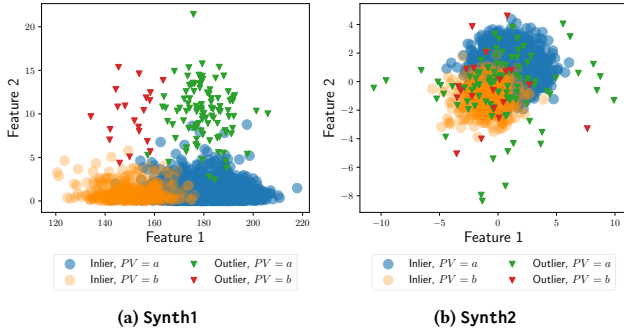 20
15
10
5
0
Feature 2
120
140
160
180
200
220
Feature 1
Inlier, PV = a
Outlier, PV = a
Inlier, PV = b
Outlier, PV = b
(a) Synth1
4
2
0
−2
−4
−6
−8
Feature 2
−10
−5
0
5
10
Feature 1
Inlier, PV = a
Outlier, PV = a
Inlier, PV = b
Outlier, PV = b
(b) Synth2